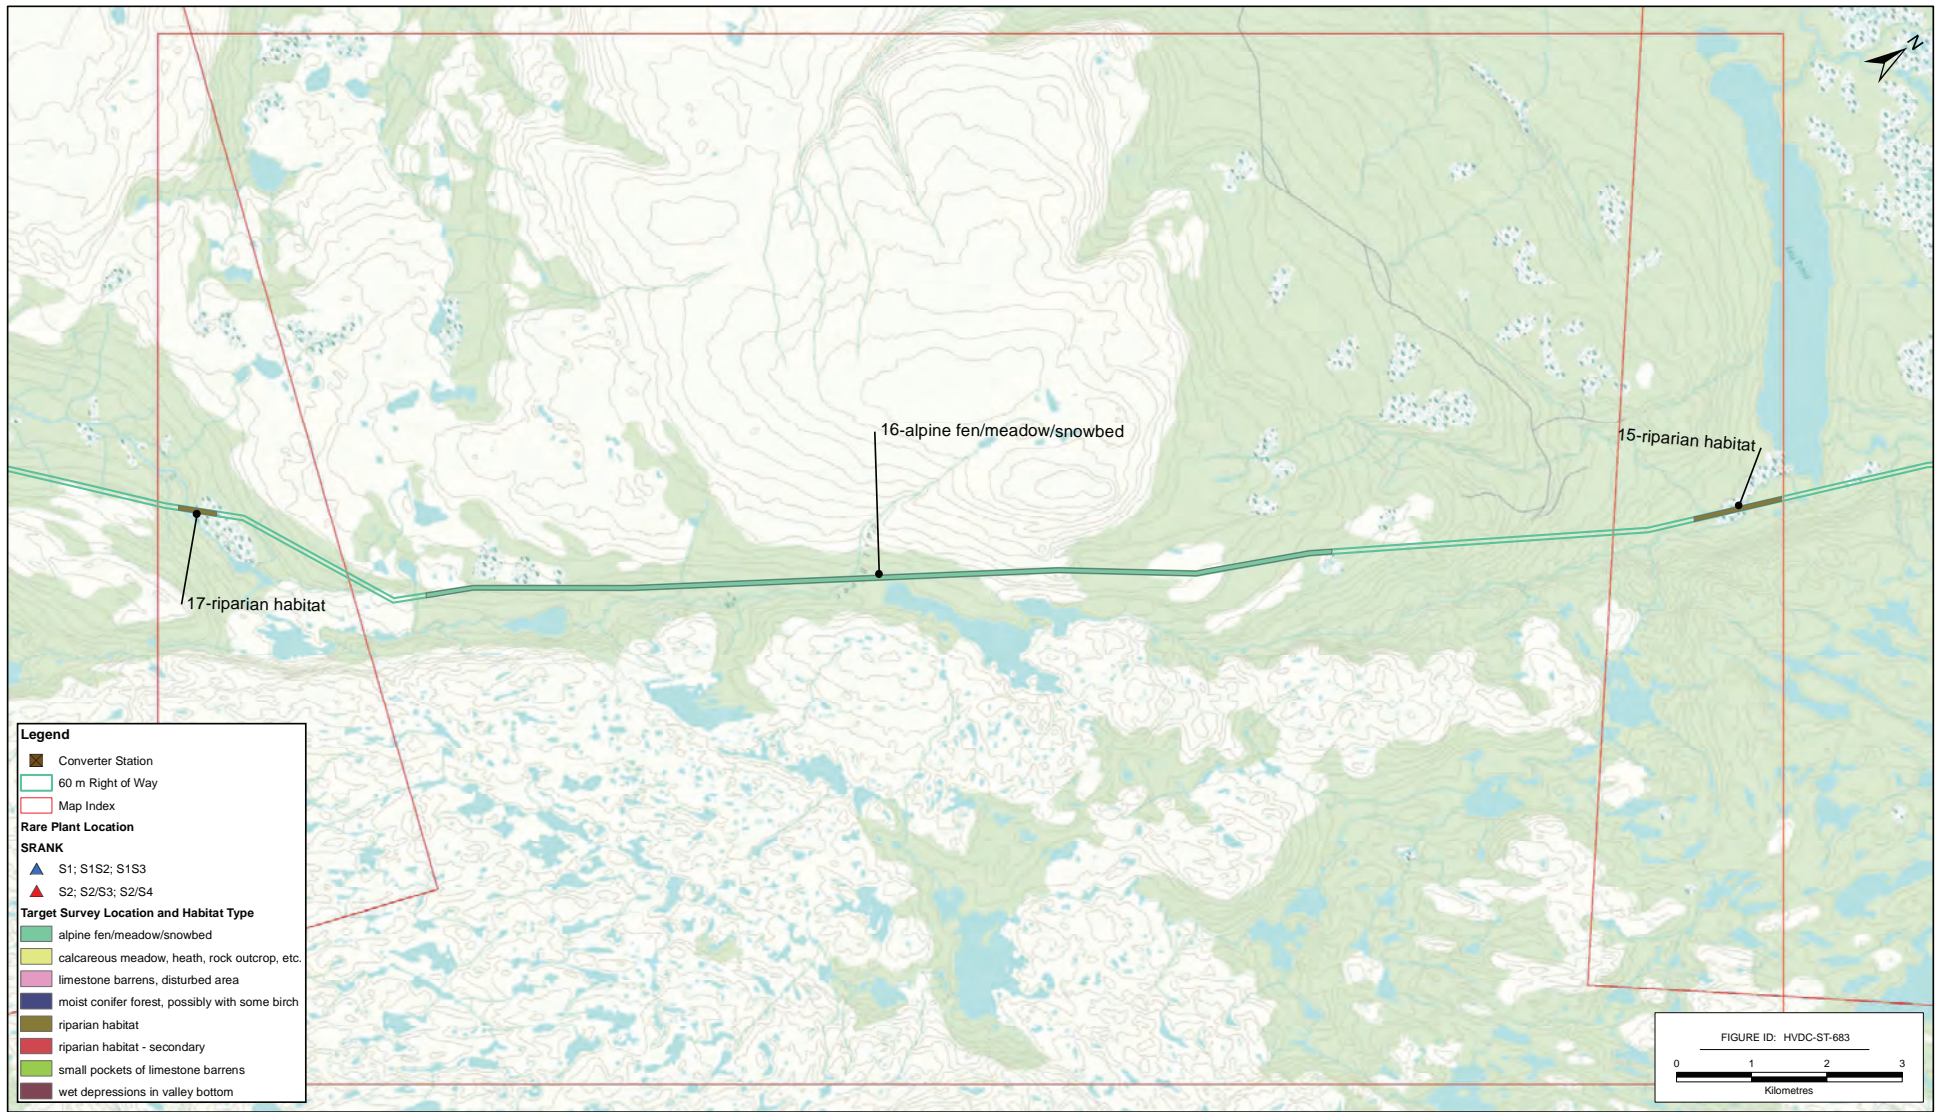 N
16-alpine fen/meadow/snowbed
15-riparian habitat
17-riparian habitat
Legend
Converter Station
60 m Right of Way
Map Index
Rare Plant Location
SRANK
S1; S1S2; S1S3
S2; S2/S3; S2/S4
Target Survey Location and Habitat Type
alpine fen/meadow/snowbed
calcareous meadow, heath, rock outcrop, etc.
limestone barrens, disturbed area
moist conifer forest, possibly with some birch
riparian habitat
riparian habitat - secondary
small pockets of limestone barrens
wet depressions in valley bottom
FIGURE ID: HVDC-ST-683
0 1 2 3
Kilometres